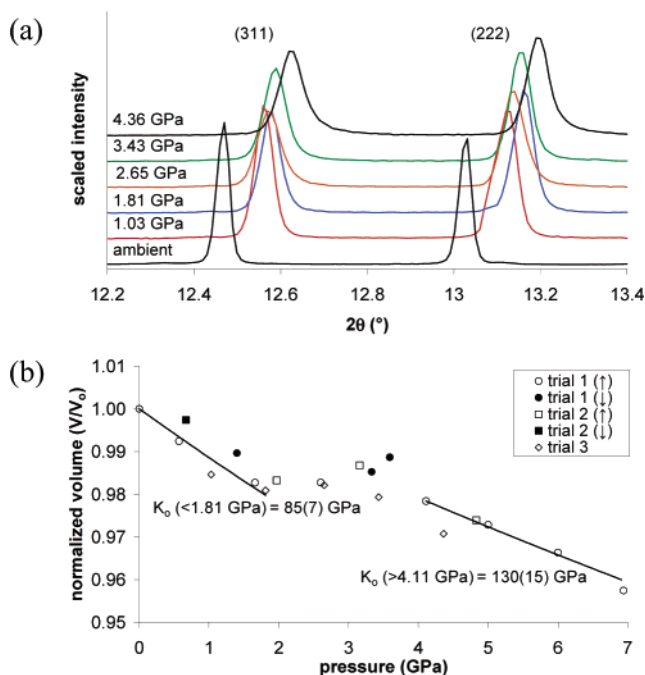 (a)
(311) (222)
scaled intensity
4.36 GPa
3.43 GPa
2.65 GPa
1.81 GPa
1.03 GPa
ambient
12.2 12.4 12.6 12.8 13 13.2 13.4
2θ (°)
(b)
normalized volume (V/Vo)
1.01
1.00
0.99
0.98
0.97
0.96
0.95
trial 1 (↑)
trial 1 (↓)
trial 2 (↑)
trial 2 (↓)
trial 3
Ko (<1.81 GPa) = 85(7) GPa
Ko (>4.11 GPa) = 130(15) GPa
0 1 2 3 4 5 6 7
pressure (GPa)